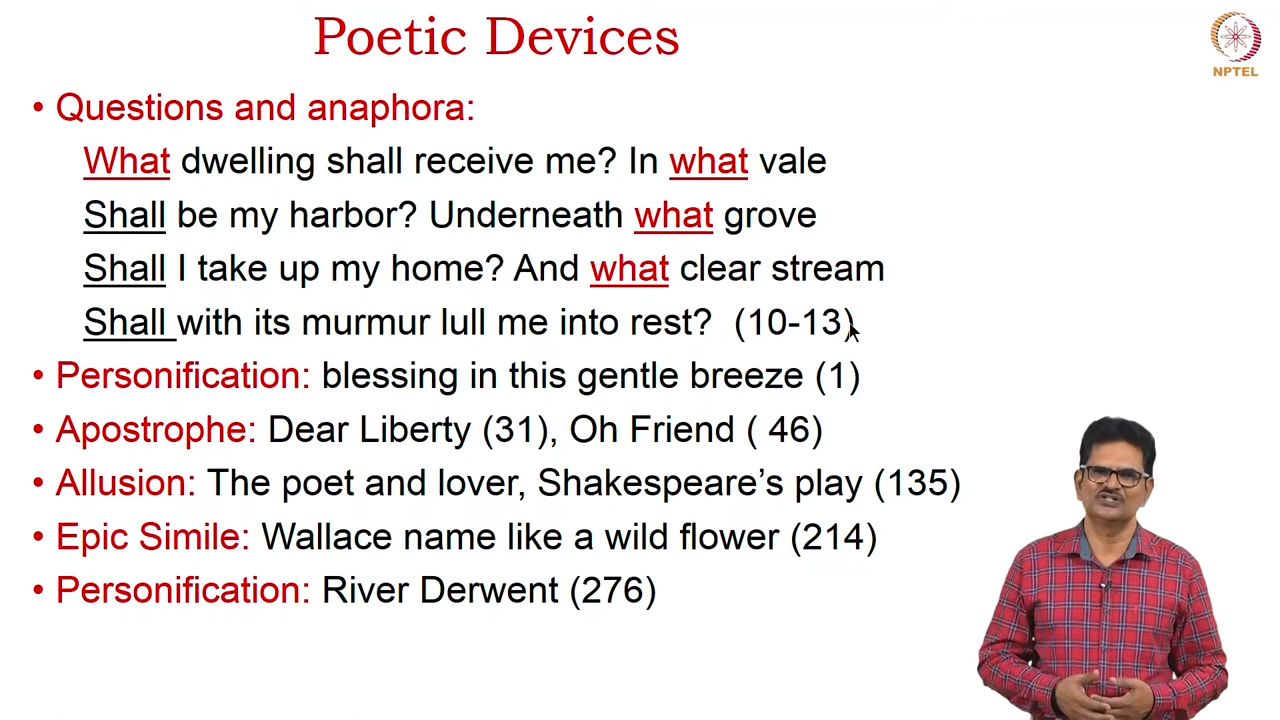 Poetic Devices
NPTEL
• Questions and anaphora:
What dwelling shall receive me? In what vale
Shall be my harbor? Underneath what grove
Shall I take up my home? And what clear stream
Shall with its murmur lull me into rest? (10-13)
• Personification: blessing in this gentle breeze (1)
• Apostrophe: Dear Liberty (31), Oh Friend ( 46)
• Allusion: The poet and lover, Shakespeare’s play (135)
• Epic Simile: Wallace name like a wild flower (214)
• Personification: River Derwent (276)